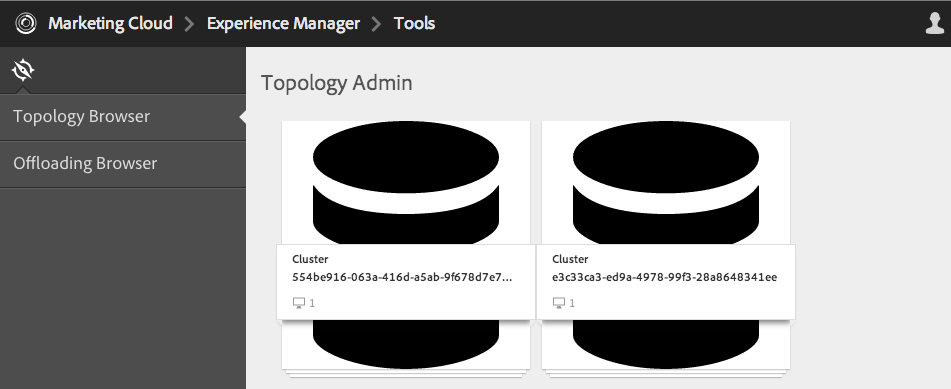 Marketing Cloud Experience Manager Tools
Topology Browser
Offloading Browser
Topology Admin
Cluster
554be916-063a-416d-a5ab-9f678d7e7...
1
Cluster
e3c33ca3-ed9a-4978-99f3-28a8648341ee
1